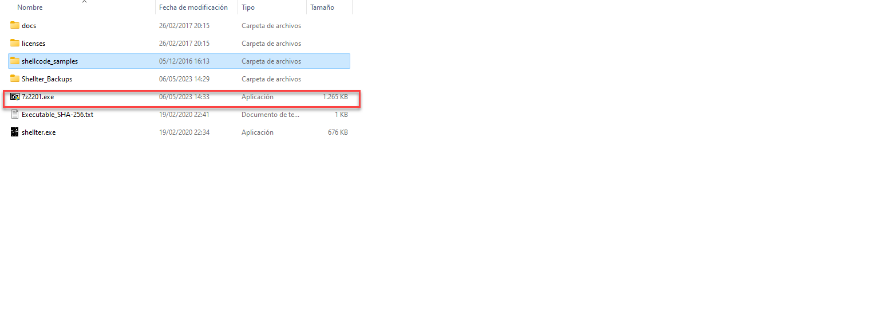 Nombre Fecha de modificación Tipo Tamaño
docs 26/02/2017 20:15 Carpeta de archivos
licenses 26/02/2017 20:15 Carpeta de archivos
shellcode_samples 05/12/2016 16:13 Carpeta de archivos
Shellter_Backups 06/05/2023 14:29 Carpeta de archivos
7z2201.exe 06/05/2023 14:33 Aplicación 1.265 KB
Executable_SHA-256.txt 19/02/2020 22:41 Documento de te... 1 KB
shellter.exe 19/02/2020 22:34 Aplicación 676 KB